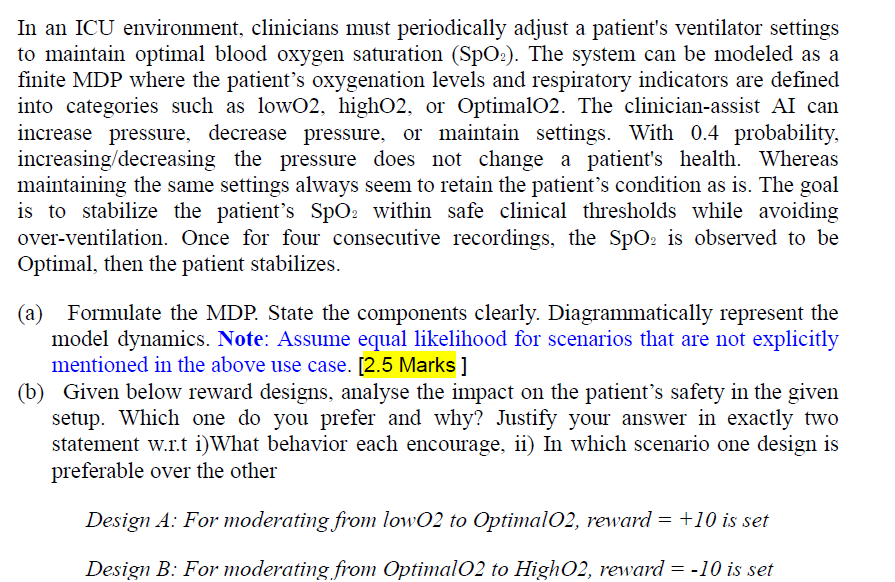 In an ICU environment, clinicians must periodically adjust a patient's ventilator settings
to maintain optimal blood oxygen saturation (SpO₂). The system can be modeled as a
finite MDP where the patient’s oxygenation levels and respiratory indicators are defined
into categories such as lowO2, highO2, or OptimalO2. The clinician-assist AI can
increase pressure, decrease pressure, or maintain settings. With 0.4 probability,
increasing/decreasing the pressure does not change a patient's health. Whereas
maintaining the same settings always seem to retain the patient’s condition as is. The goal
is to stabilize the patient’s SpO₂ within safe clinical thresholds while avoiding
over-ventilation. Once for four consecutive recordings, the SpO₂ is observed to be
Optimal, then the patient stabilizes.
(a) Formulate the MDP. State the components clearly. Diagrammatically represent the
model dynamics. Note: Assume equal likelihood for scenarios that are not explicitly
mentioned in the above use case. [2.5 Marks ]
(b) Given below reward designs, analyse the impact on the patient’s safety in the given
setup. Which one do you prefer and why? Justify your answer in exactly two
statement w.r.t i)What behavior each encourage, ii) In which scenario one design is
preferable over the other
Design A: For moderating from lowO2 to OptimalO2, reward = +10 is set
Design B: For moderating from OptimalO2 to HighO2, reward = -10 is set